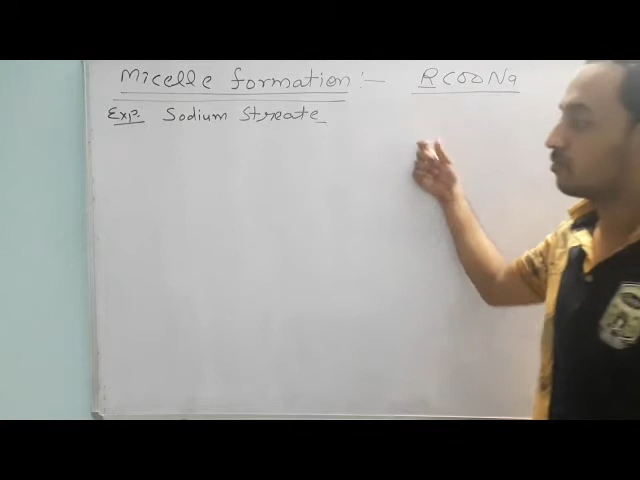 Micelle formation :- RCOONa
Exp. Sodium Streate